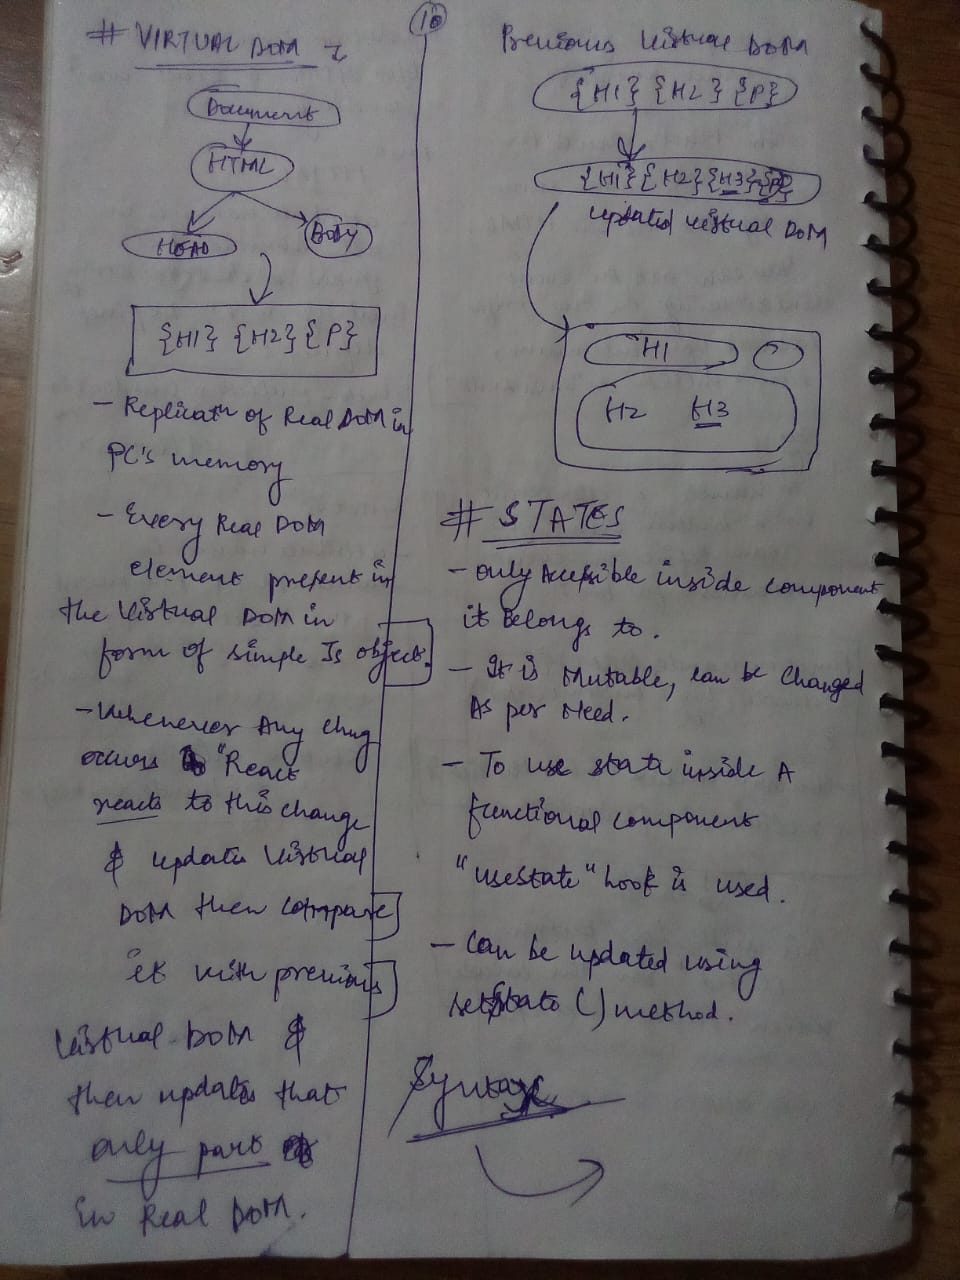 10
# VIRTUAL DOM
Document
HTML
HEAD
BODY
{H1} {H2} {P}
- Replicatn of Real DOM in
PC's memory
- Every Real DOM
element present in
the Virtual DOM in
form of simple Js object.
- Whenever Any chng
occurs "React
reacts to this change
& update Virtual
DOM then compare
it with previous
Virtual DOM &
then updates that
only part
in Real DOM.
Previous Virtual DOM
{H1} {H2} {P}
{H1} {H2} {H3} {P}
updated virtual DOM
H1
H2 H3
# STATES
- only Accessible inside component
it Belongs to.
- It is Mutable, can be Changed
As per Need.
- To use state inside A
functional component
"useState" hook is used.
- Can be updated using
setState () method.
Syntax